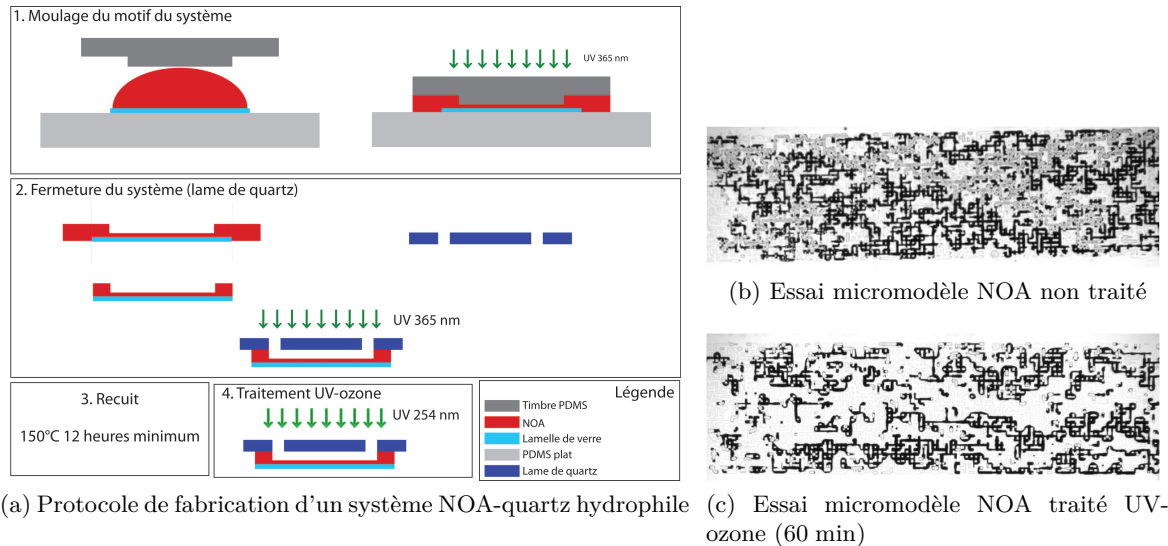 1. Moulage du motif du système
UV 365 nm
2. Fermeture du système (lame de quartz)
UV 365 nm
3. Recuit
150°C 12 heures minimum
4. Traitement UV-ozone
UV 254 nm
Légende
Timbre PDMS
NOA
Lamelle de verre
PDMS plat
Lame de quartz
(a) Protocole de fabrication d'un système NOA-quartz hydrophile
(b) Essai micromodèle NOA non traité
(c) Essai micromodèle NOA traité UV-
ozone (60 min)